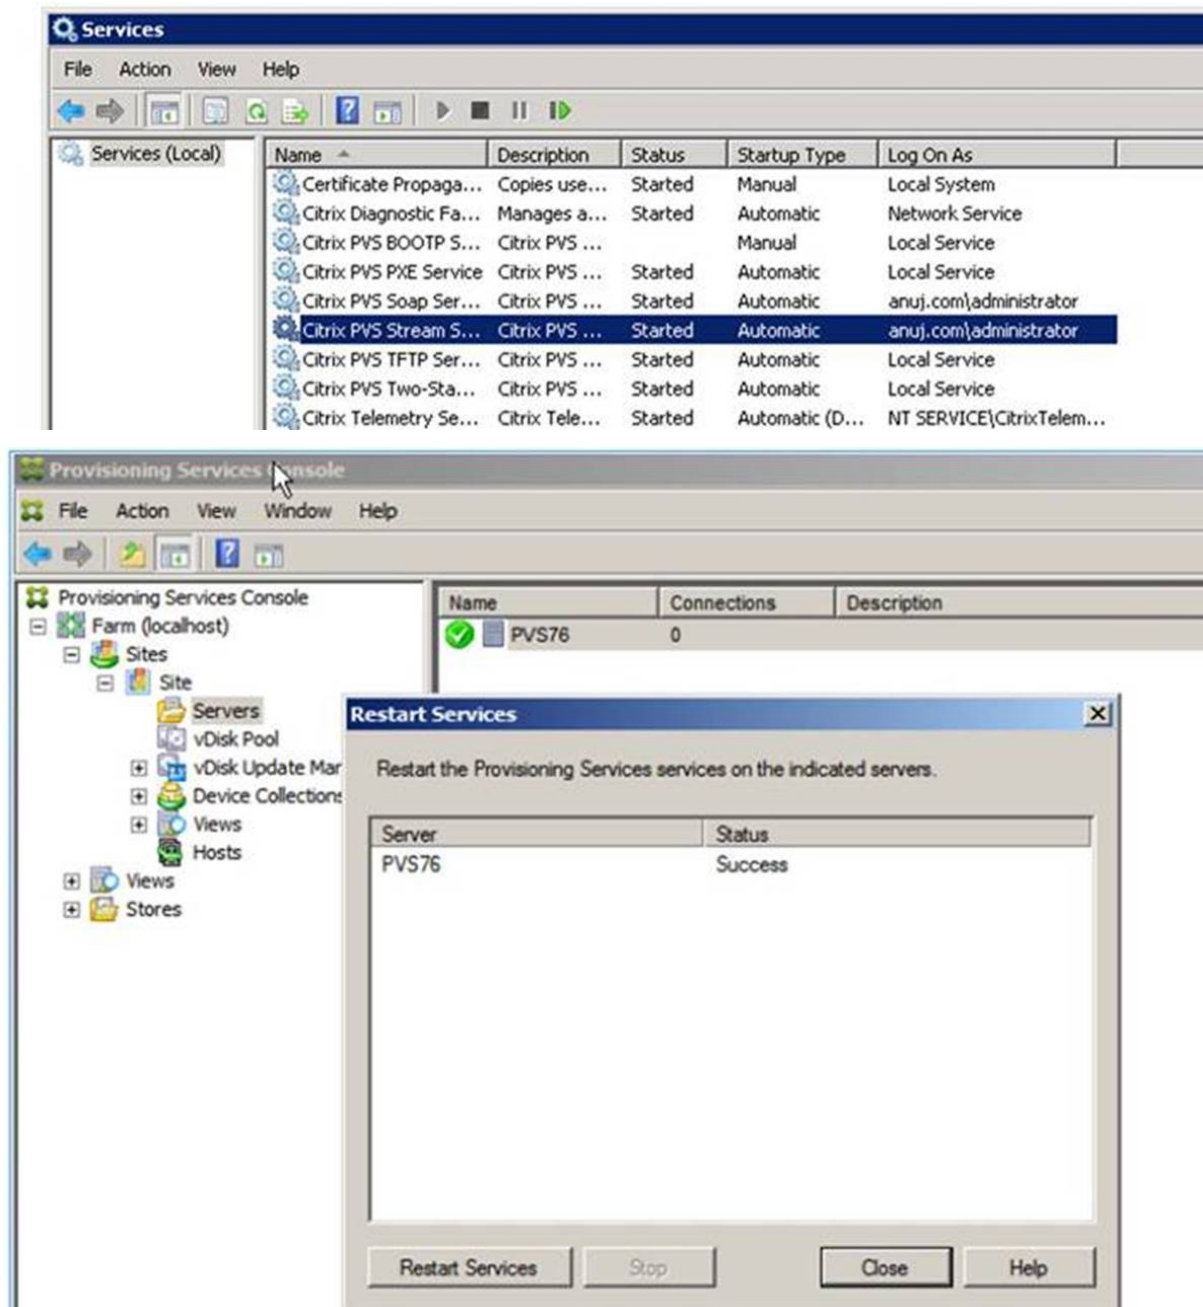 Services
File Action View Help
Services (Local)
Name Description Status Startup Type Log On As
Certificate Propaga... Copies use... Started Manual Local System
Citrix Diagnostic Fa... Manages a... Started Automatic Network Service
Citrix PVS BOOTP S... Citrix PVS ... Manual Local Service
Citrix PVS PXE Service Citrix PVS ... Started Automatic Local Service
Citrix PVS Soap Ser... Citrix PVS ... Started Automatic anuj.com\administrator
Citrix PVS Stream S... Citrix PVS ... Started Automatic anuj.com\administrator
Citrix PVS TFTP Ser... Citrix PVS ... Started Automatic Local Service
Citrix PVS Two-Sta... Citrix PVS ... Started Automatic Local Service
Citrix Telemetry Se... Citrix Tele... Started Automatic (D... NT SERVICE\CitrixTelem...
Provisioning Services Console
File Action View Window Help
Provisioning Services Console
Farm (localhost)
Sites
Site
Servers
vDisk Pool
vDisk Update Mar
Device Collections
Views
Hosts
Views
Stores
Name Connections Description
PVS76 0
Restart Services
Restart the Provisioning Services services on the indicated servers.
Server Status
PVS76 Success
Restart Services Stop Close Help